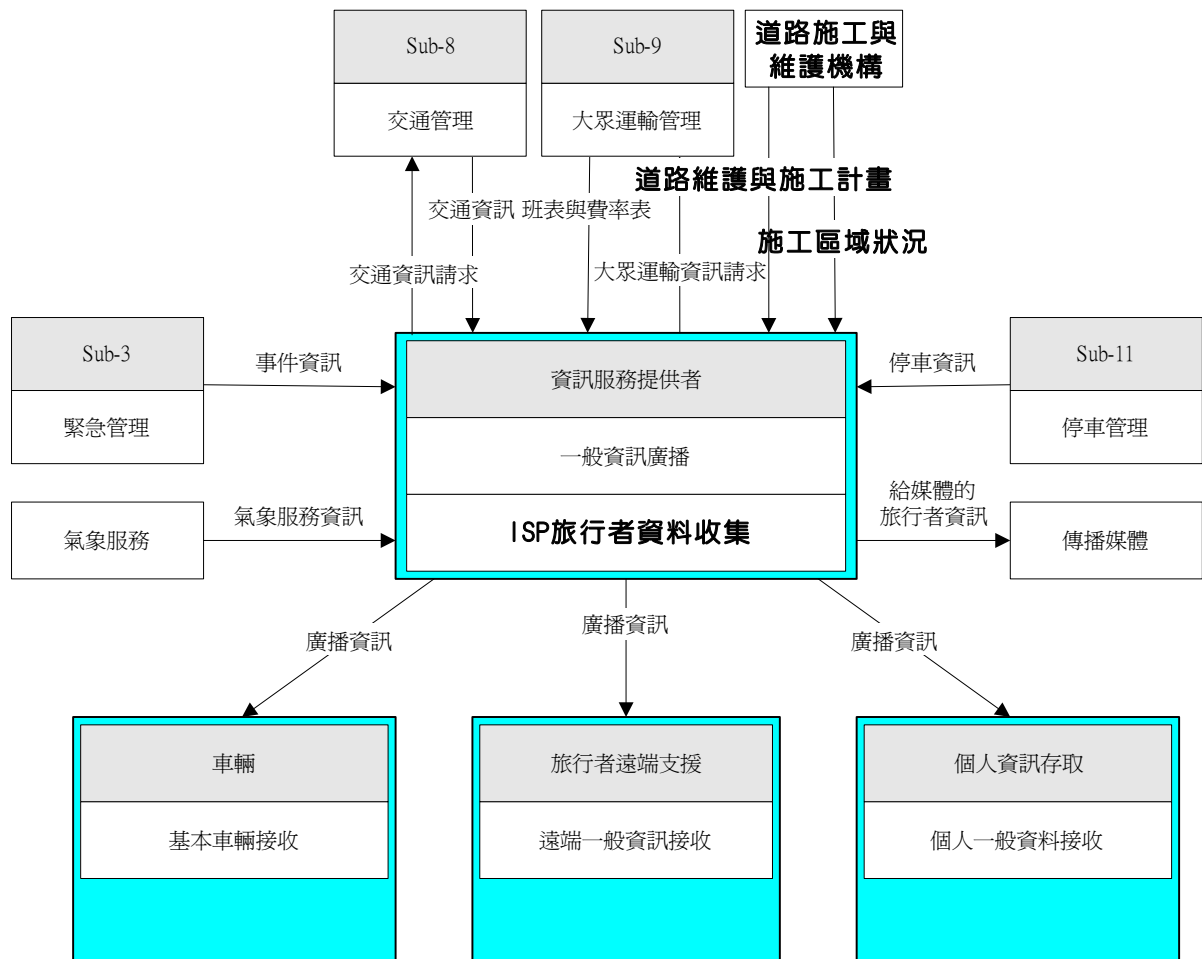 Sub-8
交通管理
Sub-9
大眾運輸管理
道路施工與
維護機構
道路維護與施工計畫
交通資訊
班表與費率表
施工區域狀況
交通資訊請求
大眾運輸資訊請求
Sub-3
緊急管理
事件資訊
資訊服務提供者
停車資訊
Sub-11
停車管理
一般資訊廣播
氣象服務
氣象服務資訊
ISP旅行者資料收集
給媒體的
旅行者資訊
傳播媒體
廣播資訊
廣播資訊
廣播資訊
車輛
基本車輛接收
旅行者遠端支援
遠端一般資訊接收
個人資訊存取
個人一般資料接收